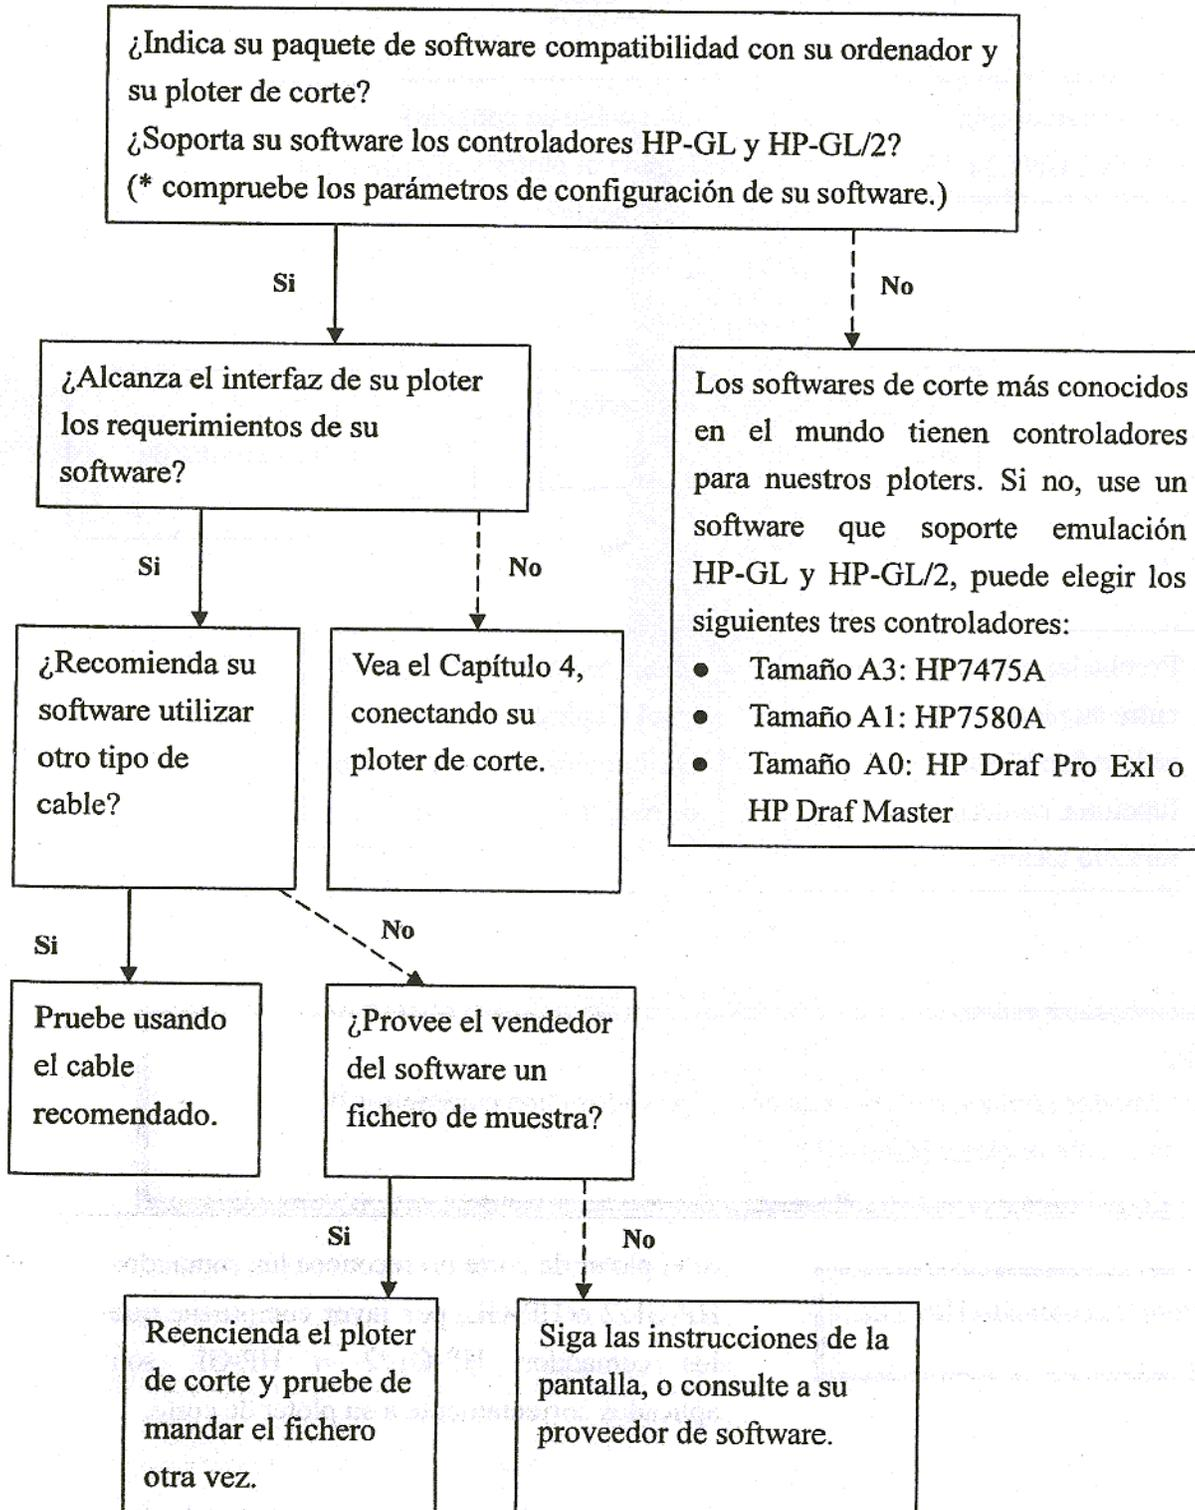 ¿Indica su paquete de software compatibilidad con su ordenador y
su ploter de corte?
¿Soporta su software los controladores HP-GL y HP-GL/2?
(* compruebe los parámetros de configuración de su software.)
Si
No
¿Alcanza el interfaz de su ploter
los requerimientos de su
software?
Los softwares de corte más conocidos
en el mundo tienen controladores
para nuestros ploters. Si no, use un
software que soporte emulación
HP-GL y HP-GL/2, puede elegir los
siguientes tres controladores:
● Tamaño A3: HP7475A
● Tamaño A1: HP7580A
● Tamaño A0: HP Draf Pro Exl o
HP Draf Master
Si
No
¿Recomienda su
software utilizar
otro tipo de
cable?
Vea el Capítulo 4,
conectando su
ploter de corte.
Si
No
Pruebe usando
el cable
recomendado.
¿Provee el vendedor
del software un
fichero de muestra?
Si
No
Reencienda el ploter
de corte y pruebe de
mandar el fichero
otra vez.
Siga las instrucciones de la
pantalla, o consulte a su
proveedor de software.